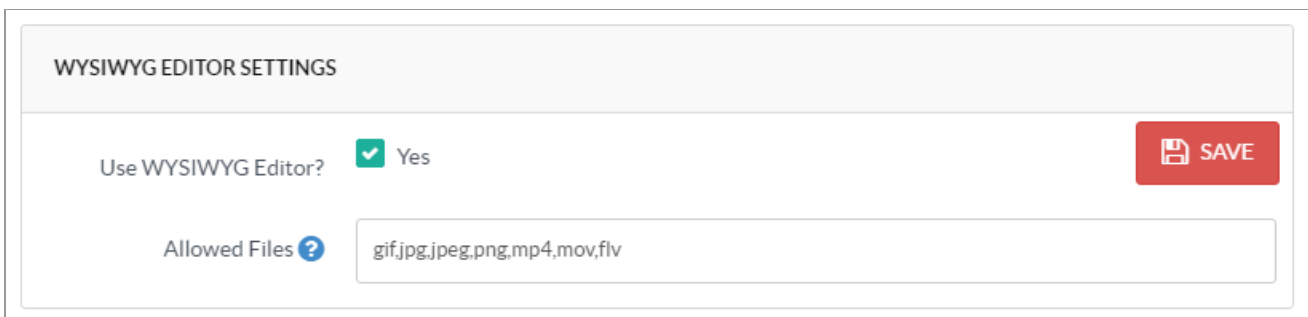 WYSIWYG EDITOR SETTINGS
Use WYSIWYG Editor? Yes
SAVE
Allowed Files ?
gif,jpg,jpeg,png,mp4,mov,flv